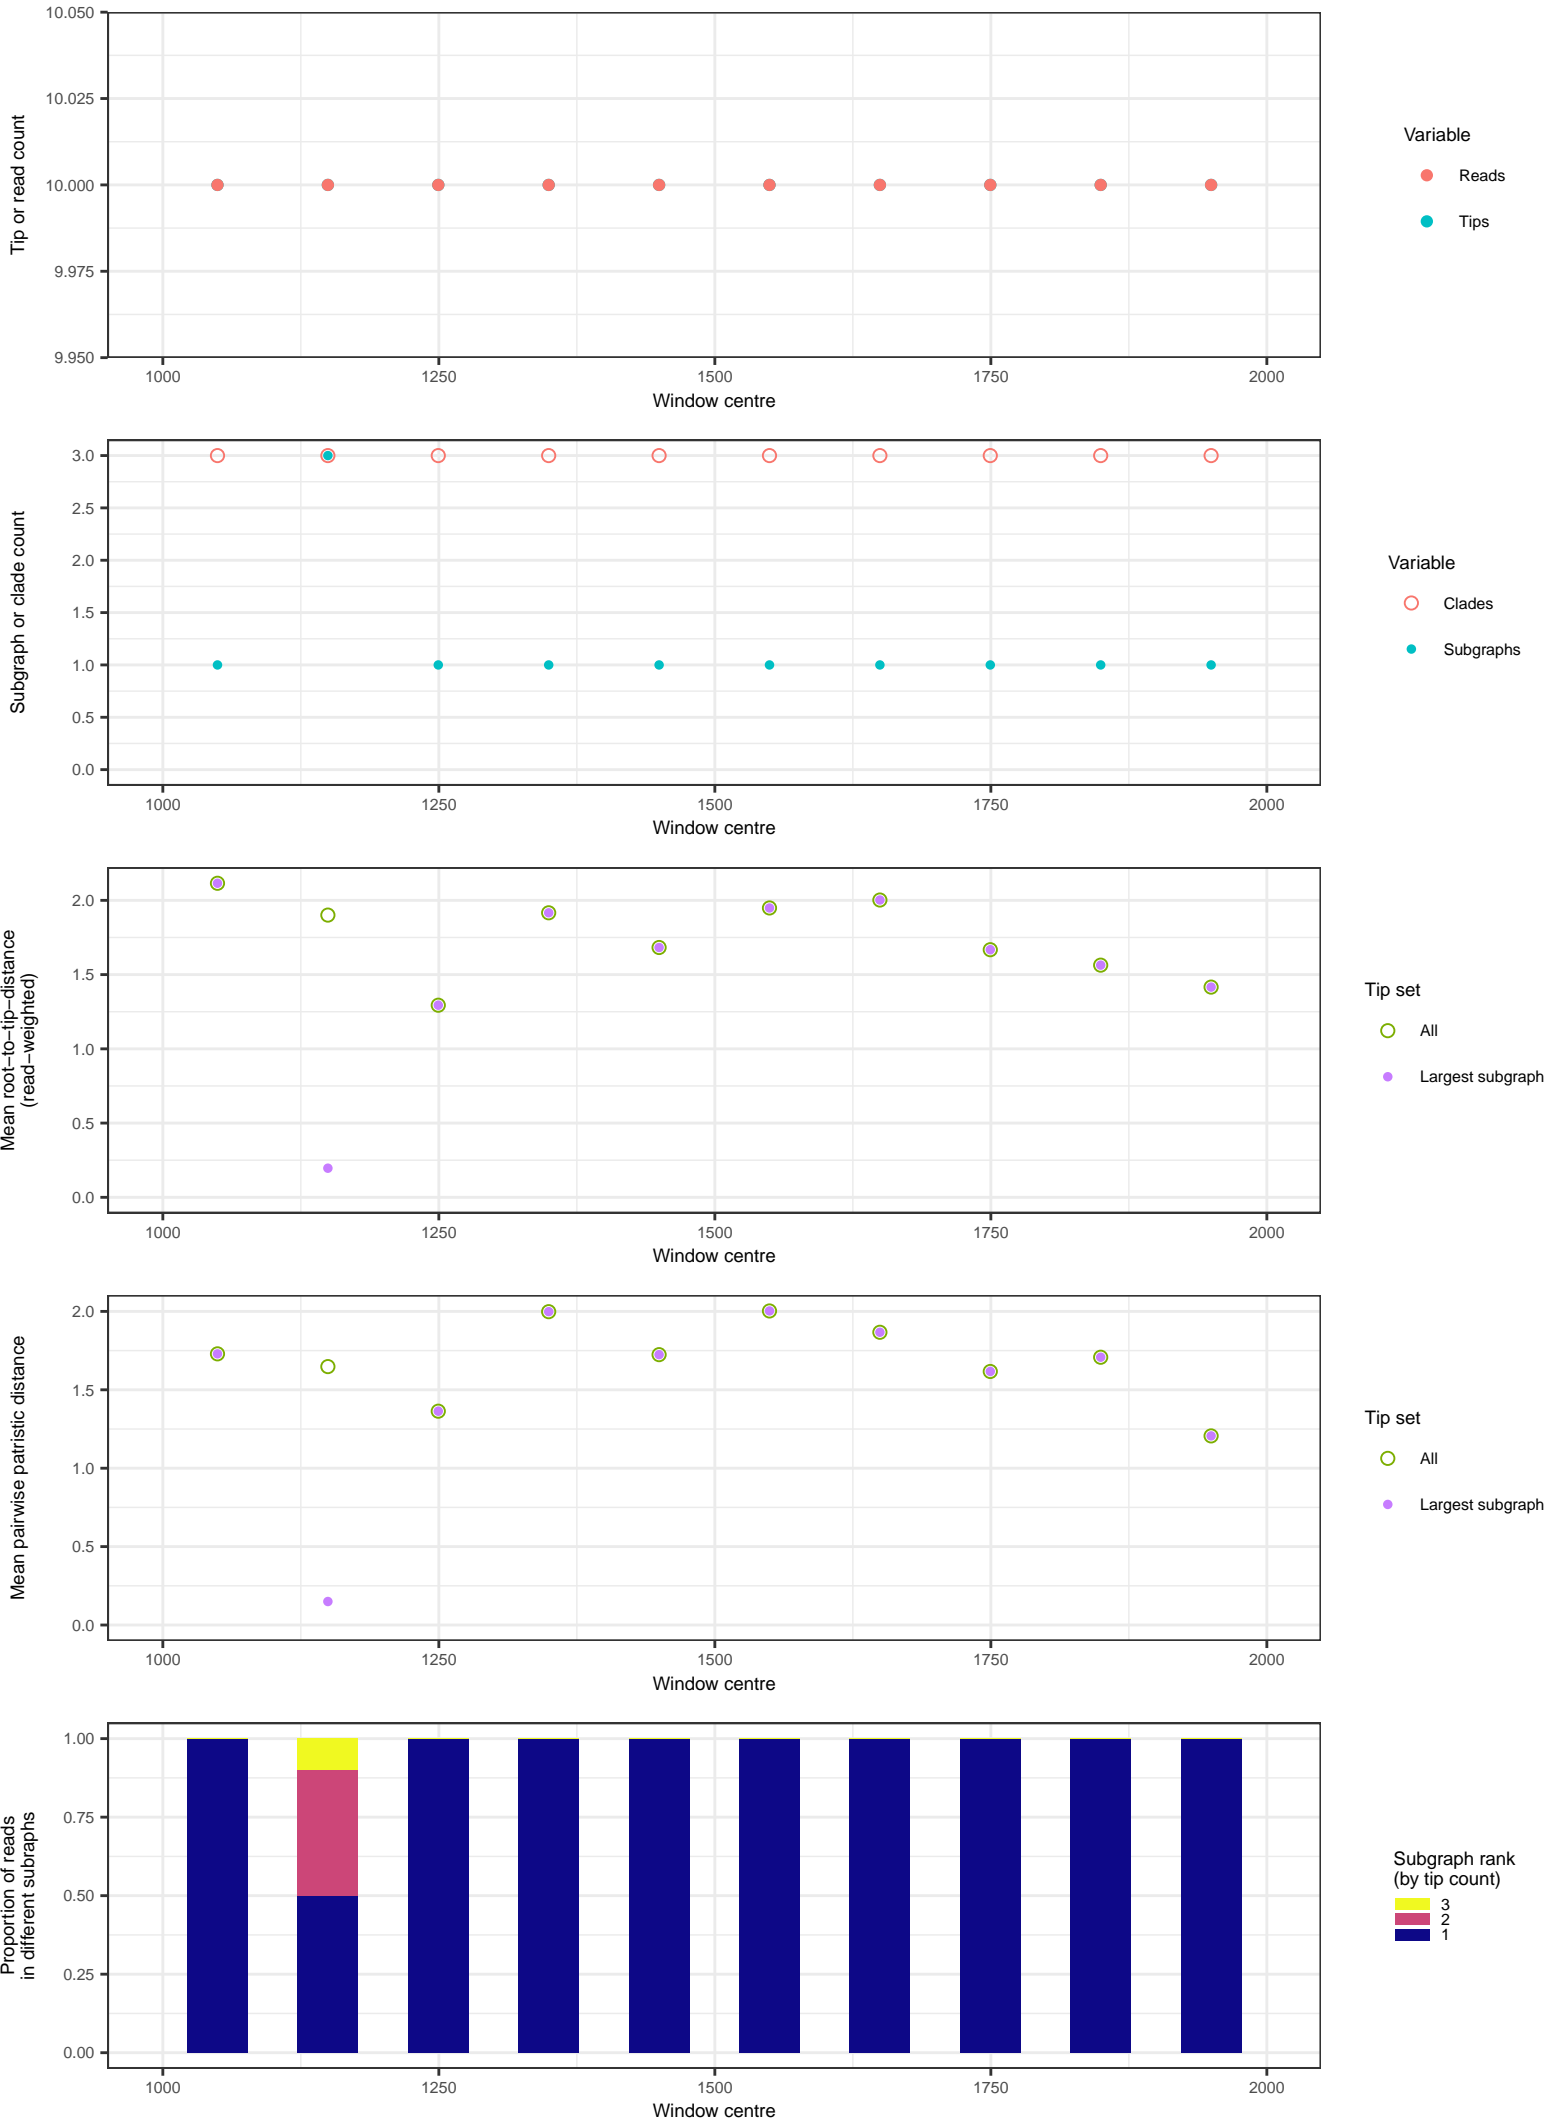 10.050
10.025
10.000
9.975
9.950
Tip or read count
1000 1250 1500 1750 2000
Window centre
Variable
Reads
Tips
3.0
2.5
2.0
1.5
1.0
0.5
0.0
Subgraph or clade count
1000 1250 1500 1750 2000
Window centre
Variable
Clades
Subgraphs
2.0
1.5
1.0
0.5
0.0
Mean root−to−tip−distance
(read−weighted)
1000 1250 1500 1750 2000
Window centre
Tip set
All
Largest subgraph
2.0
1.5
1.0
0.5
0.0
Mean pairwise patristic distance
1000 1250 1500 1750 2000
Window centre
Tip set
All
Largest subgraph
1.00
0.75
0.50
0.25
0.00
Proportion of reads
in different subraphs
1000 1250 1500 1750 2000
Window centre
Subgraph rank
(by tip count)
3
2
1